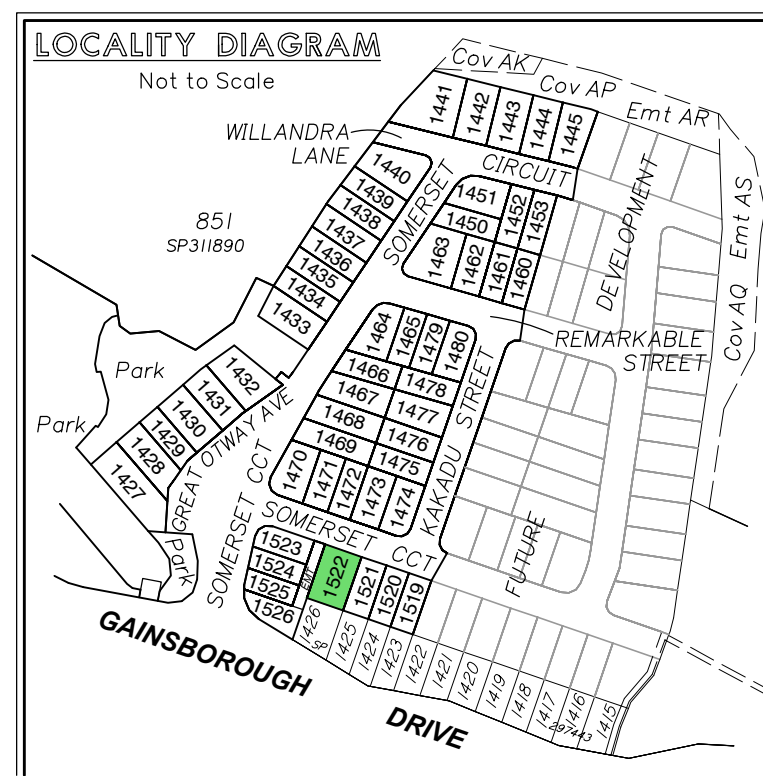 LOCALITY DIAGRAM
Not to Scale
Cov AK
Cov AP
Emt AR
Emt AS
Cov AQ
WILLANDRA
LANE
851
SP311890
SOMERSET
CIRCUIT
1441
1442
1443
1444
1445
1440
1439
1438
1437
1436
1435
1434
1433
1451
1450
1452
1453
1463
1462
1461
1460
DEVELOPMENT
REMARKABLE
STREET
1464
1465
1479
1480
1466
1478
1467
1477
1468
1476
1469
1475
1470
1471
1472
1473
1474
KAKADU STREET
Park
Park
Park
1432
1431
1430
1429
1428
1427
GREAT OTWAY AVE
SOMERSET CCT
SOMERSET CCT
1523
1524
1525
1526
EMT
1522
1521
1520
1519
FUTURE
1426
SP
1425
1424
1423
1422
1421
1420
1419
1418
1417
1416
297443
1415
GAINSBOROUGH
DRIVE